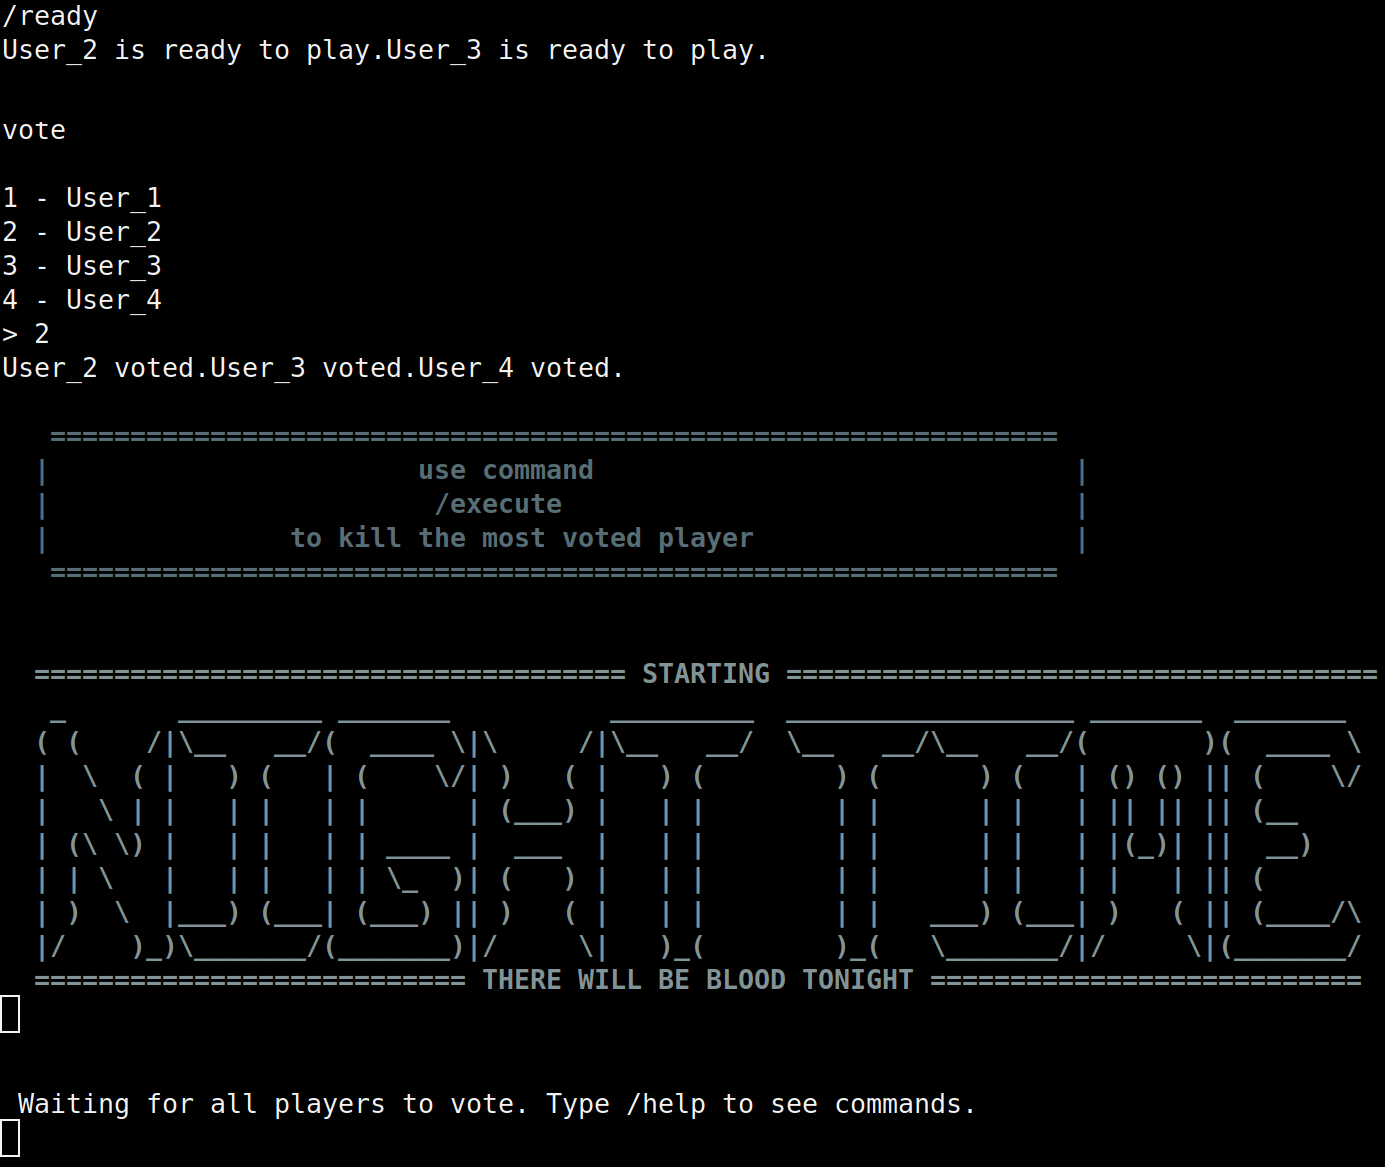 /ready
User_2 is ready to play.User_3 is ready to play.
vote
1 - User_1
2 - User_2
3 - User_3
4 - User_4
> 2
User_2 voted.User_3 voted.User_4 voted.
use command
/execute
to kill the most voted player
STARTING
NIGHT TIME
THERE WILL BE BLOOD TONIGHT
Waiting for all players to vote. Type /help to see commands.